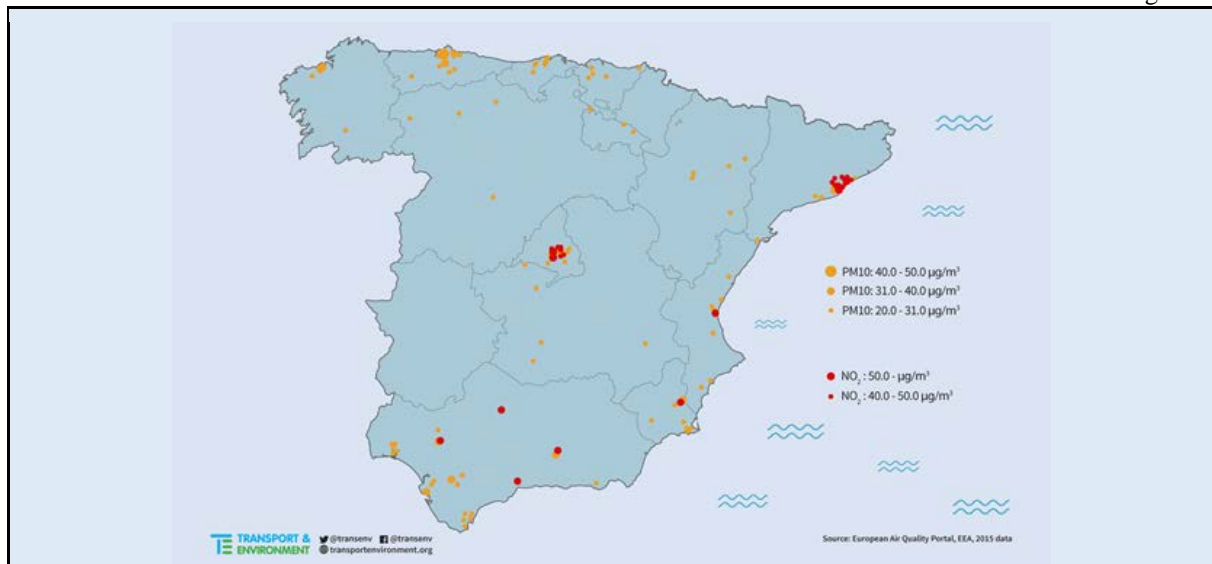 PM10: 40.0 - 50.0 µg/m³
PM10: 31.0 - 40.0 µg/m³
PM10: 20.0 - 31.0 µg/m³
NO₂ : 50.0 - µg/m³
NO₂ : 40.0 - 50.0 µg/m³
TRANSPORT & @transenv @transenv
ENVIRONMENT transportenvironment.org
Source: European Air Quality Portal, EEA, 2015 data